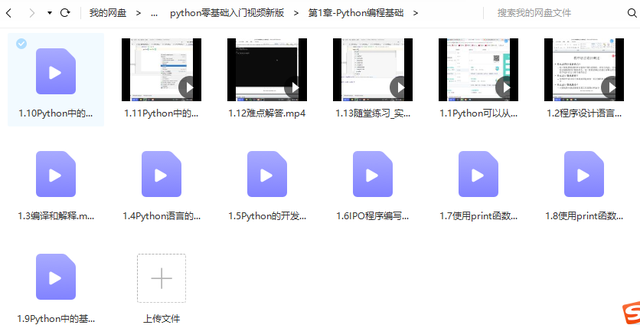 我的网盘 > ... python零基础入门视频新版 > 第1章-Python编程基础 >
搜索我的网盘文件
1.10Python中的...
1.11Python中的...
1.12难点解答.mp4
1.13随堂练习_实...
1.1Python可以从...
1.2程序设计语言...
1.3编译和解释.m...
1.4Python语言的...
1.5Python的开发...
1.6IPO程序编写...
1.7使用print函数...
1.8使用print函数...
1.9Python中的基...
上传文件